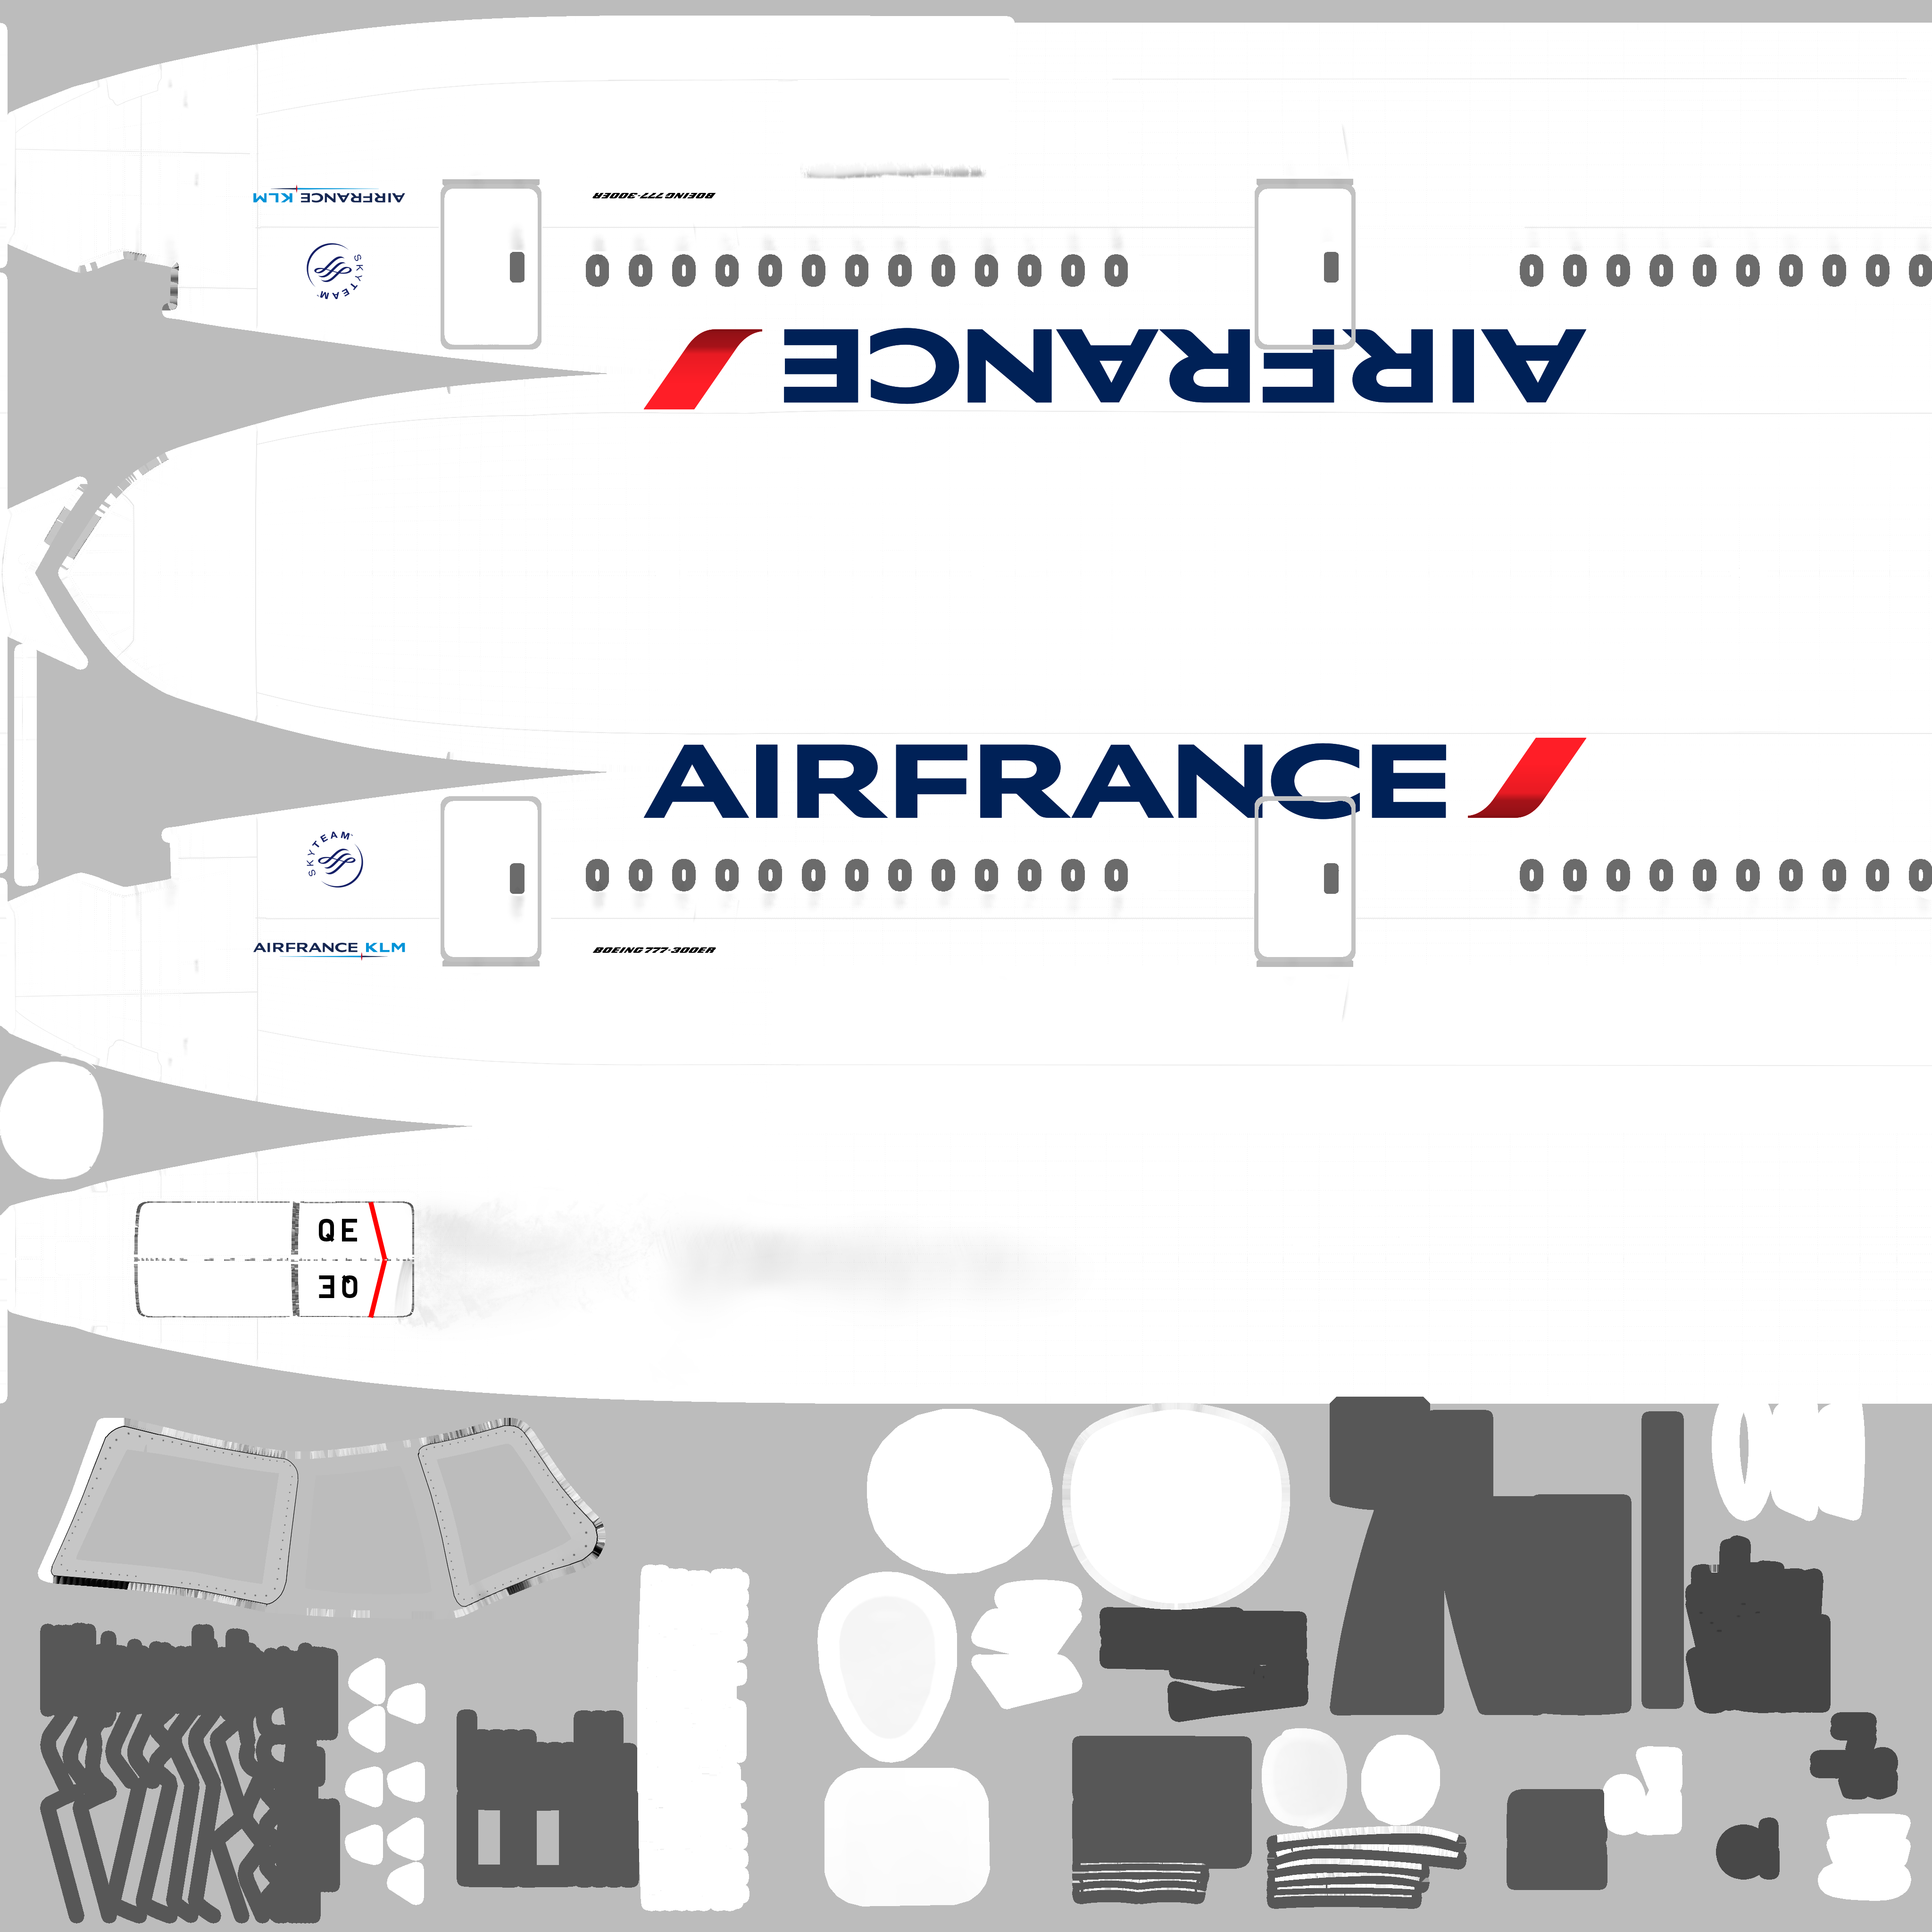 AIRFRANCE KLM
BOEING 777-300ER
SKYTEAM
AIRFRANCE
AIRFRANCE
SKYTEAM
AIRFRANCE KLM
BOEING 777-300ER
QE
QE